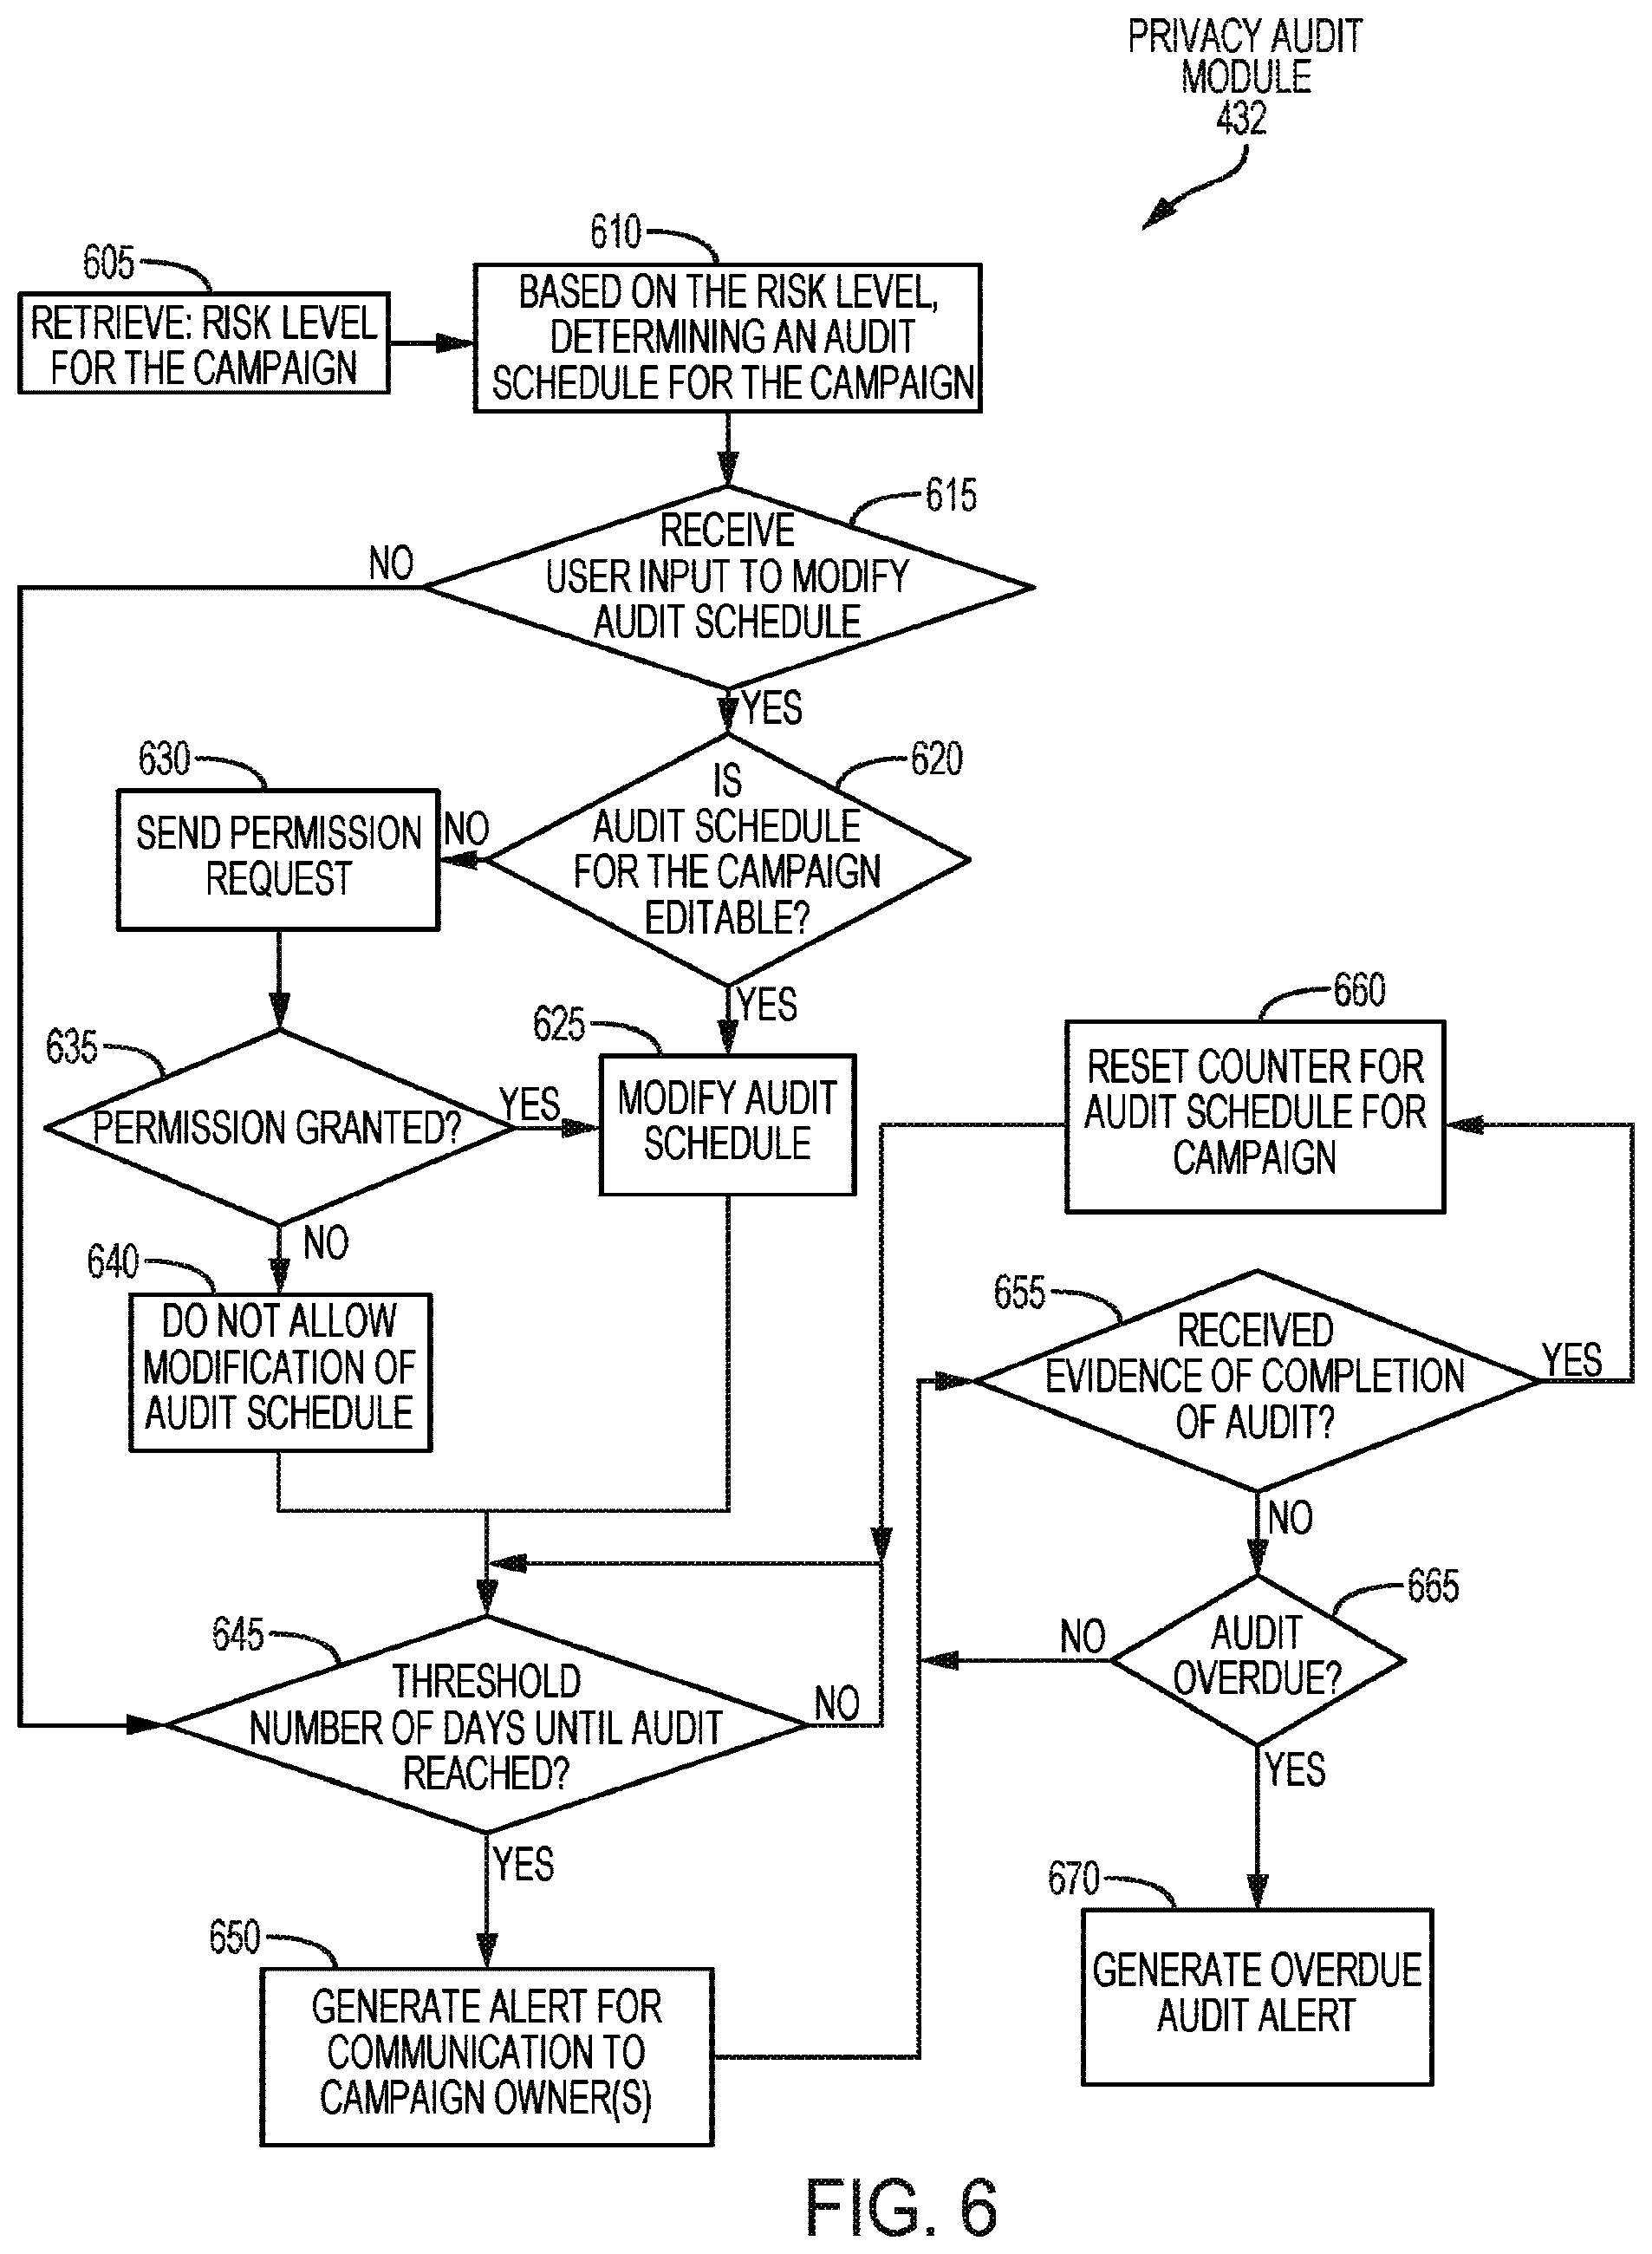 PRIVACY AUDIT
MODULE
432
605
RETRIEVE: RISK LEVEL
FOR THE CAMPAIGN
610
BASED ON THE RISK LEVEL,
DETERMINING AN AUDIT
SCHEDULE FOR THE CAMPAIGN
615
RECEIVE
USER INPUT TO MODIFY
AUDIT SCHEDULE
NO
YES
620
IS
AUDIT SCHEDULE
FOR THE CAMPAIGN
EDITABLE?
NO
YES
630
SEND PERMISSION
REQUEST
635
PERMISSION GRANTED?
YES
NO
625
MODIFY AUDIT
SCHEDULE
640
DO NOT ALLOW
MODIFICATION OF
AUDIT SCHEDULE
645
THRESHOLD
NUMBER OF DAYS UNTIL AUDIT
REACHED?
NO
YES
650
GENERATE ALERT FOR
COMMUNICATION TO
CAMPAIGN OWNER(S)
660
RESET COUNTER FOR
AUDIT SCHEDULE FOR
CAMPAIGN
655
RECEIVED
EVIDENCE OF COMPLETION
OF AUDIT?
YES
NO
665
AUDIT
OVERDUE?
NO
YES
670
GENERATE OVERDUE
AUDIT ALERT
FIG. 6